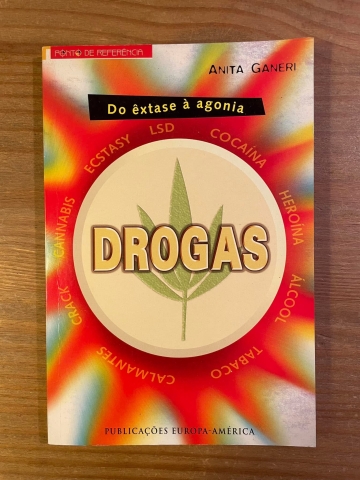 PONTO DE REFERÊNCIA
ANITA GANERI
Do êxtase à agonia
CRACK
CANNABIS
ECSTASY
LSD
COCAÍNA
HEROÍNA
ÁLCOOL
TABACO
CALMANTES
DROGAS
PUBLICAÇÕES EUROPA-AMÉRICA